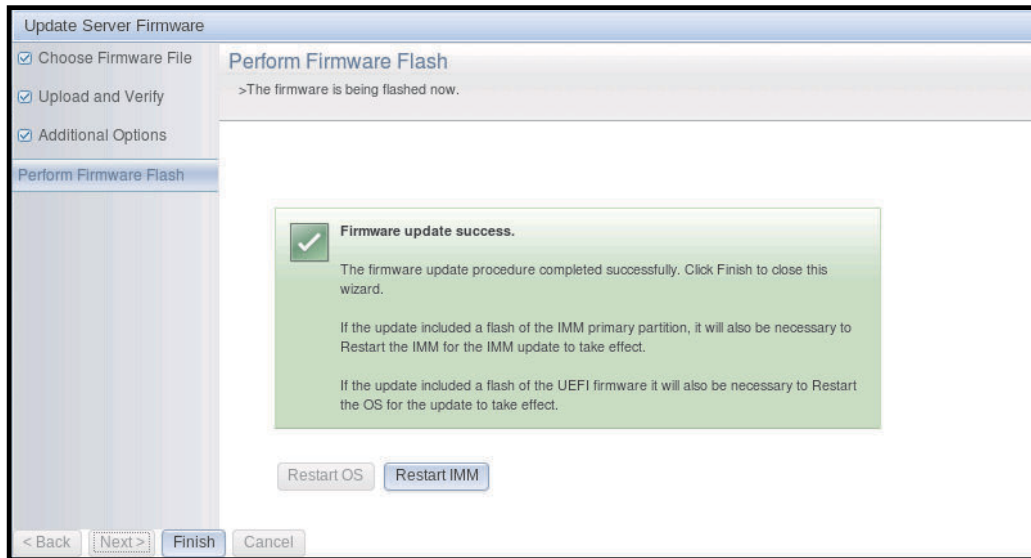 Update Server Firmware
Choose Firmware File
Upload and Verify
Additional Options
Perform Firmware Flash
Perform Firmware Flash
>The firmware is being flashed now.
Firmware update success.
The firmware update procedure completed successfully. Click Finish to close this
wizard.
If the update included a flash of the IMM primary partition, it will also be necessary to
Restart the IMM for the IMM update to take effect.
If the update included a flash of the UEFI firmware it will also be necessary to Restart
the OS for the update to take effect.
Restart OS Restart IMM
< Back Next > Finish Cancel